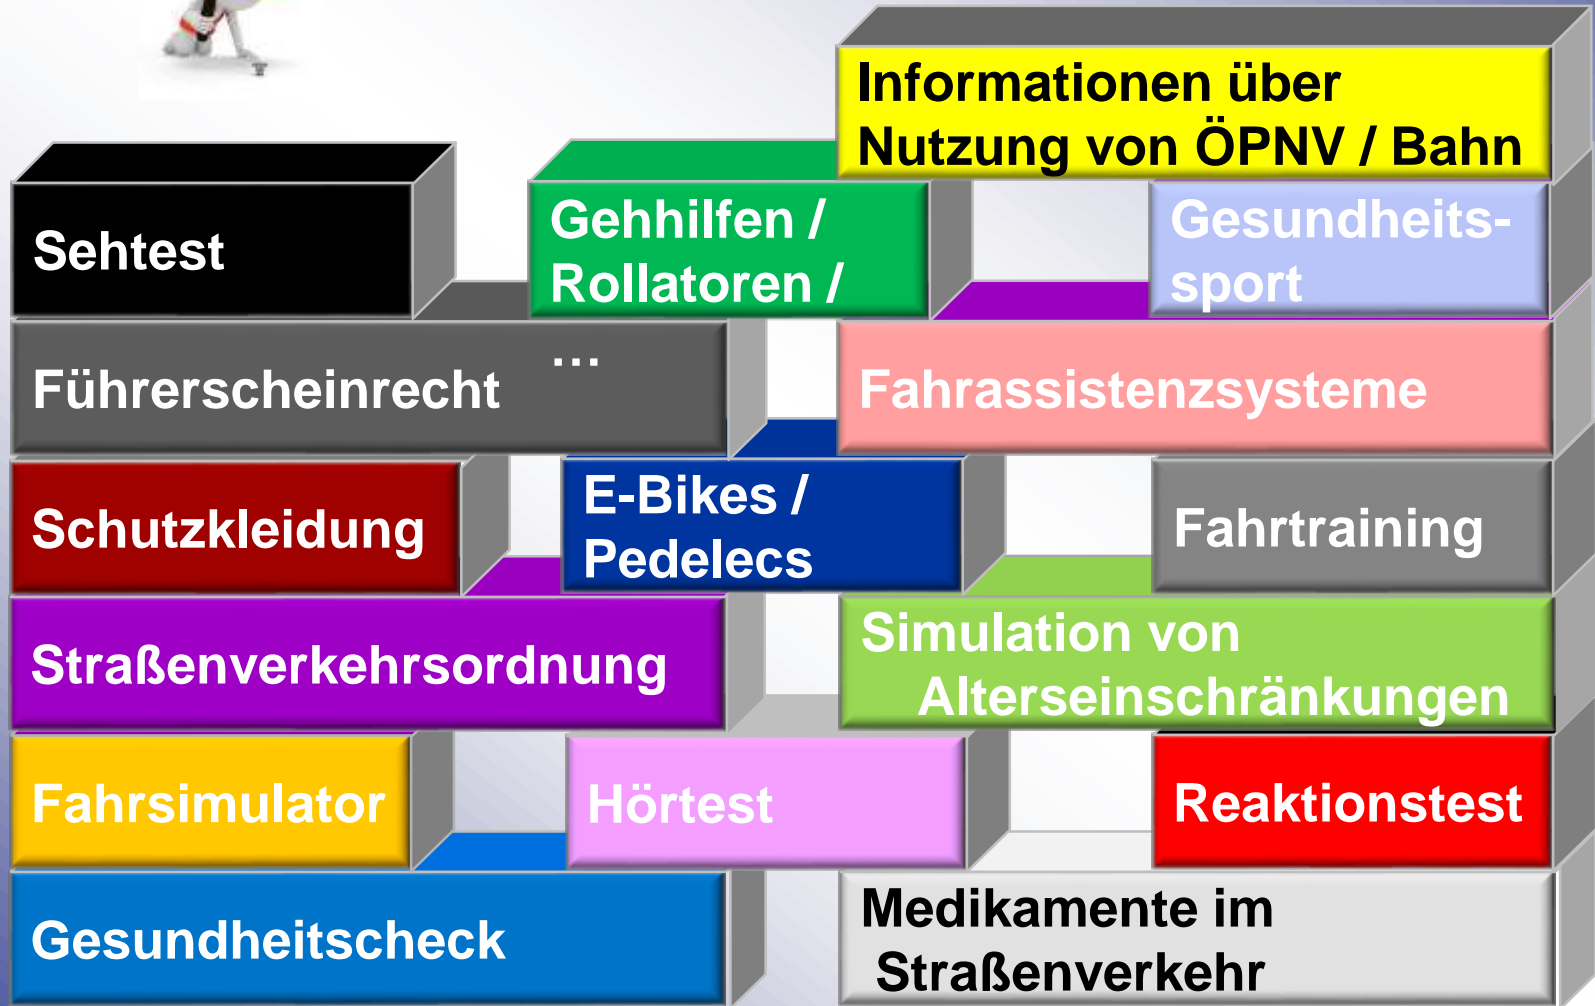 Informationen über
Nutzung von ÖPNV / Bahn
Sehtest
Gehhilfen /
Rollatoren /
…
Gesundheits-
sport
Führerscheinrecht
Fahrassistenzsysteme
Schutzkleidung
E-Bikes /
Pedelecs
Fahrtraining
Straßenverkehrsordnung
Simulation von
Alterseinschränkungen
Fahrsimulator
Hörtest
Reaktionstest
Gesundheitscheck
Medikamente im
Straßenverkehr